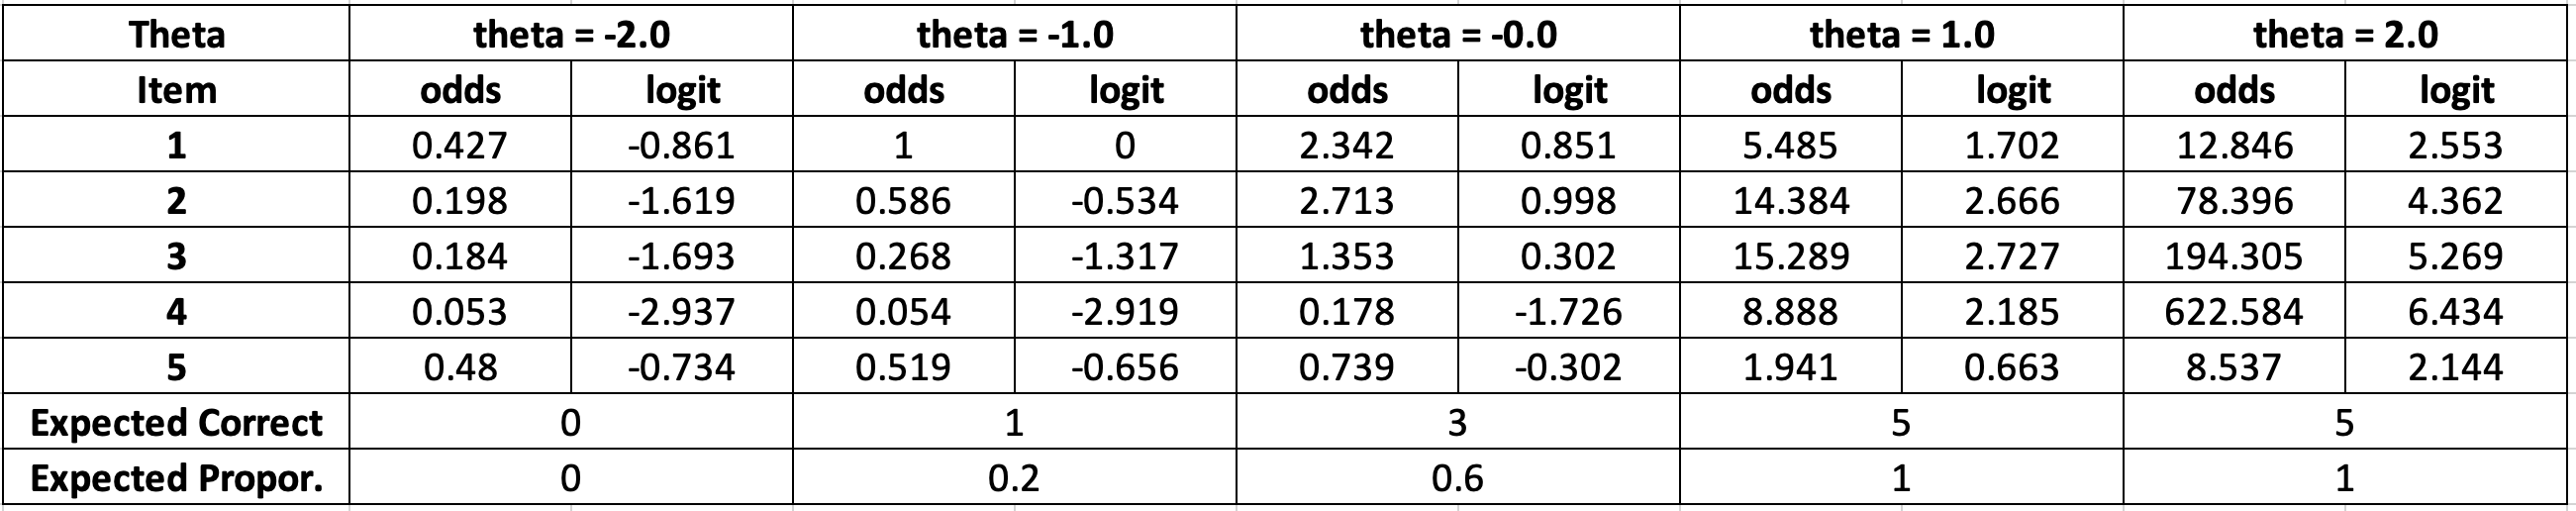 Theta theta = -2.0 theta = -1.0 theta = -0.0 theta = 1.0 theta = 2.0
Item odds logit odds logit odds logit odds logit odds logit
1 0.427 -0.861 1 0 2.342 0.851 5.485 1.702 12.846 2.553
2 0.198 -1.619 0.586 -0.534 2.713 0.998 14.384 2.666 78.396 4.362
3 0.184 -1.693 0.268 -1.317 1.353 0.302 15.289 2.727 194.305 5.269
4 0.053 -2.937 0.054 -2.919 0.178 -1.726 8.888 2.185 622.584 6.434
5 0.48 -0.734 0.519 -0.656 0.739 -0.302 1.941 0.663 8.537 2.144
Expected Correct 0 1 3 5 5
Expected Propor. 0 0.2 0.6 1 1